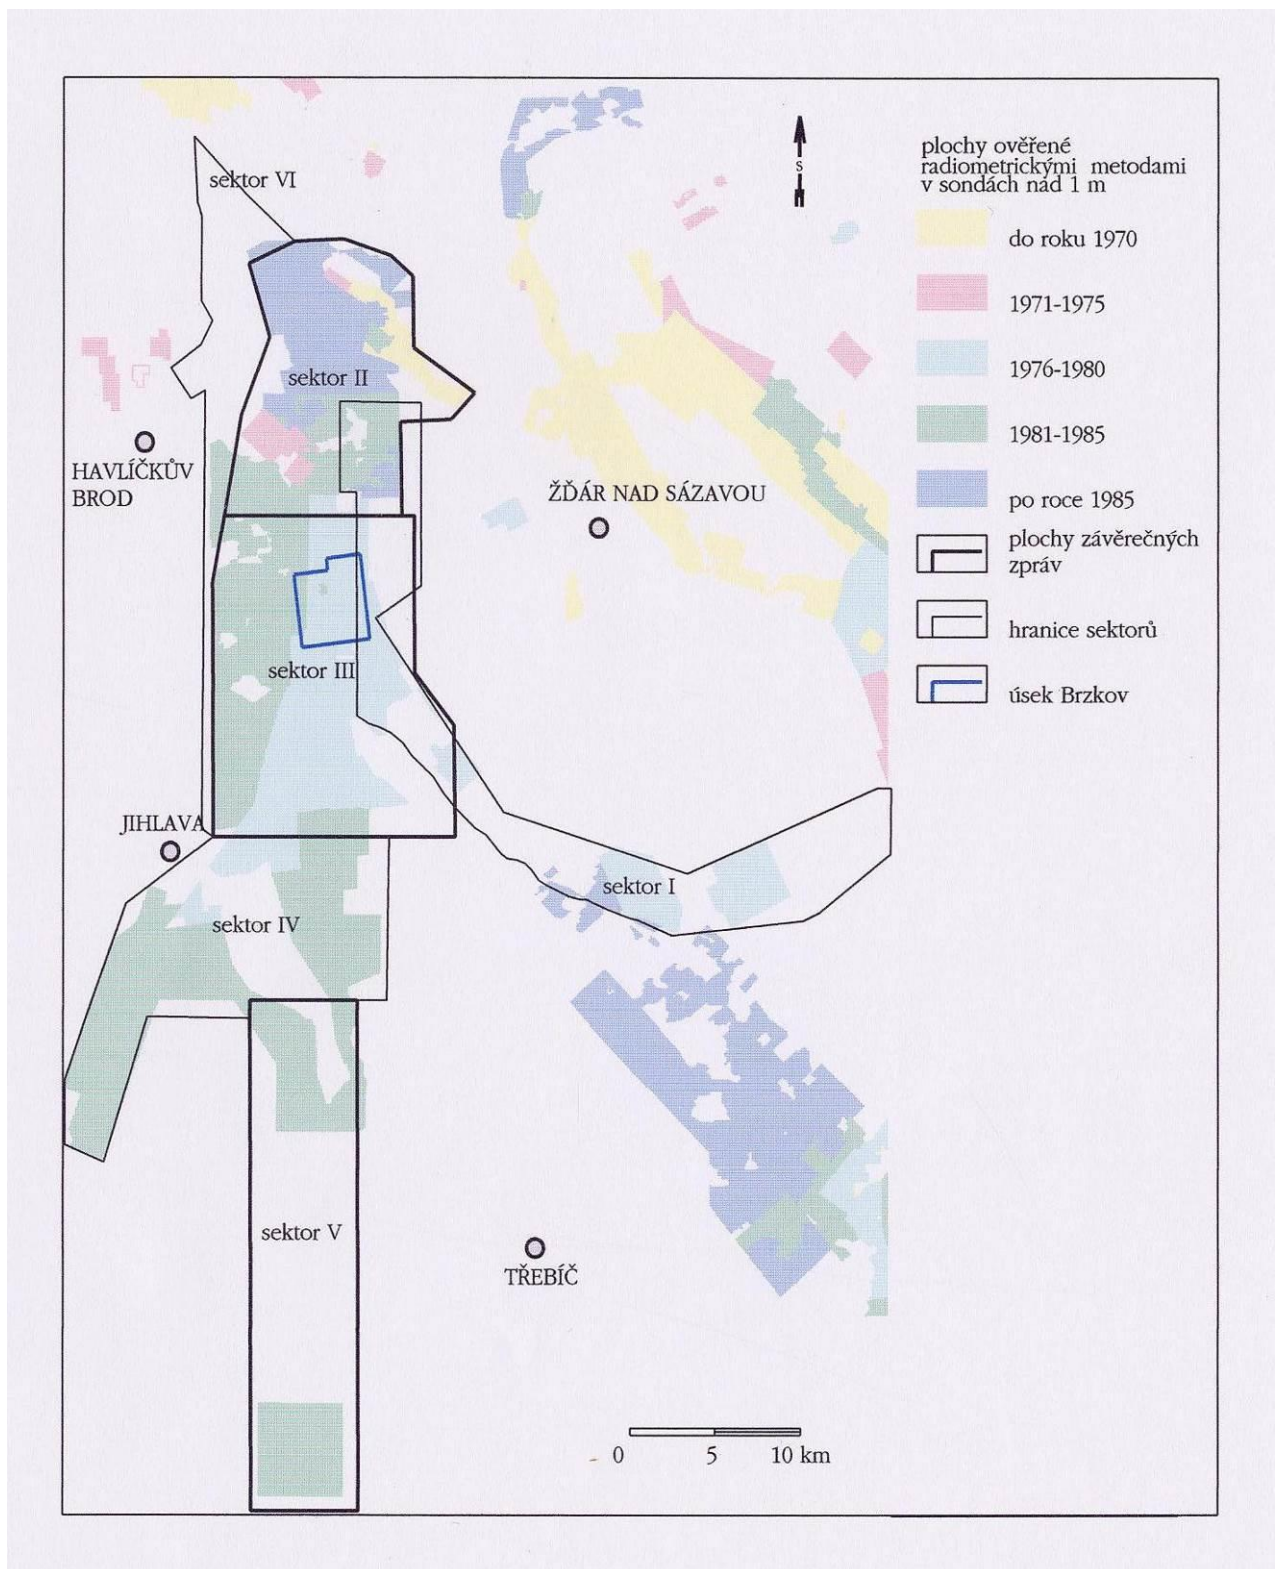 plochy ověřené
radiometrickými metodami
v sondách nad 1 m
do roku 1970
1971-1975
1976-1980
1981-1985
po roce 1985
plochy závěrečných
zpráv
hranice sektorů
úsek Brzkov
S
sektor VI
sektor II
HAVLÍČKŮV
BROD
ŽĎÁR NAD SÁZAVOU
sektor III
JIHLAVA
sektor I
sektor IV
sektor V
TŘEBÍČ
0 5 10 km